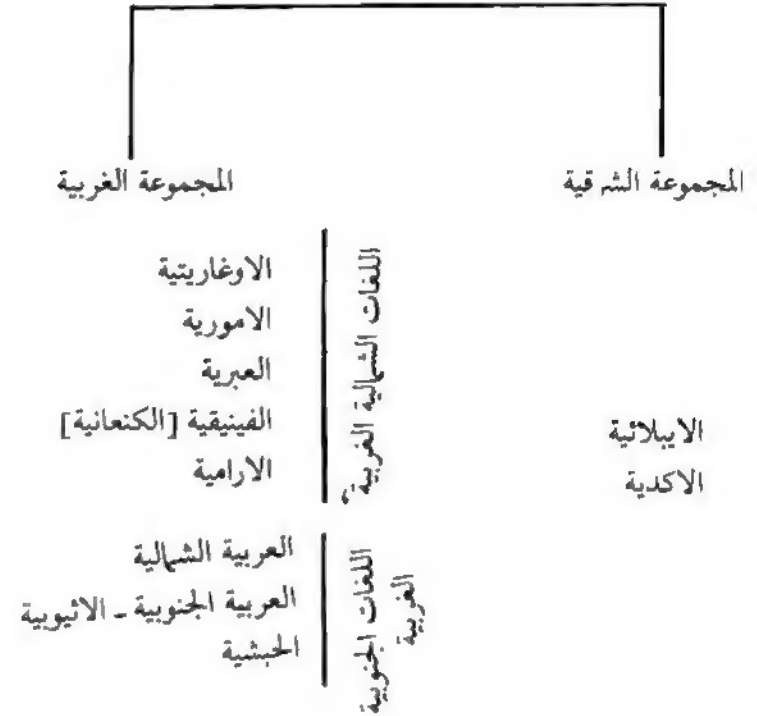 المجموعة الشرقية
المجموعة الغربية
الايبلائية
الاكدية
اللغات الشمالية الغربية
الاوغاريتية
الامورية
العبرية
الفينيقية [الكنعانية]
الارامية
اللغات الجنوبية
الغربية
العربية الشمالية
العربية الجنوبية - الاثيوبية
الحبشية